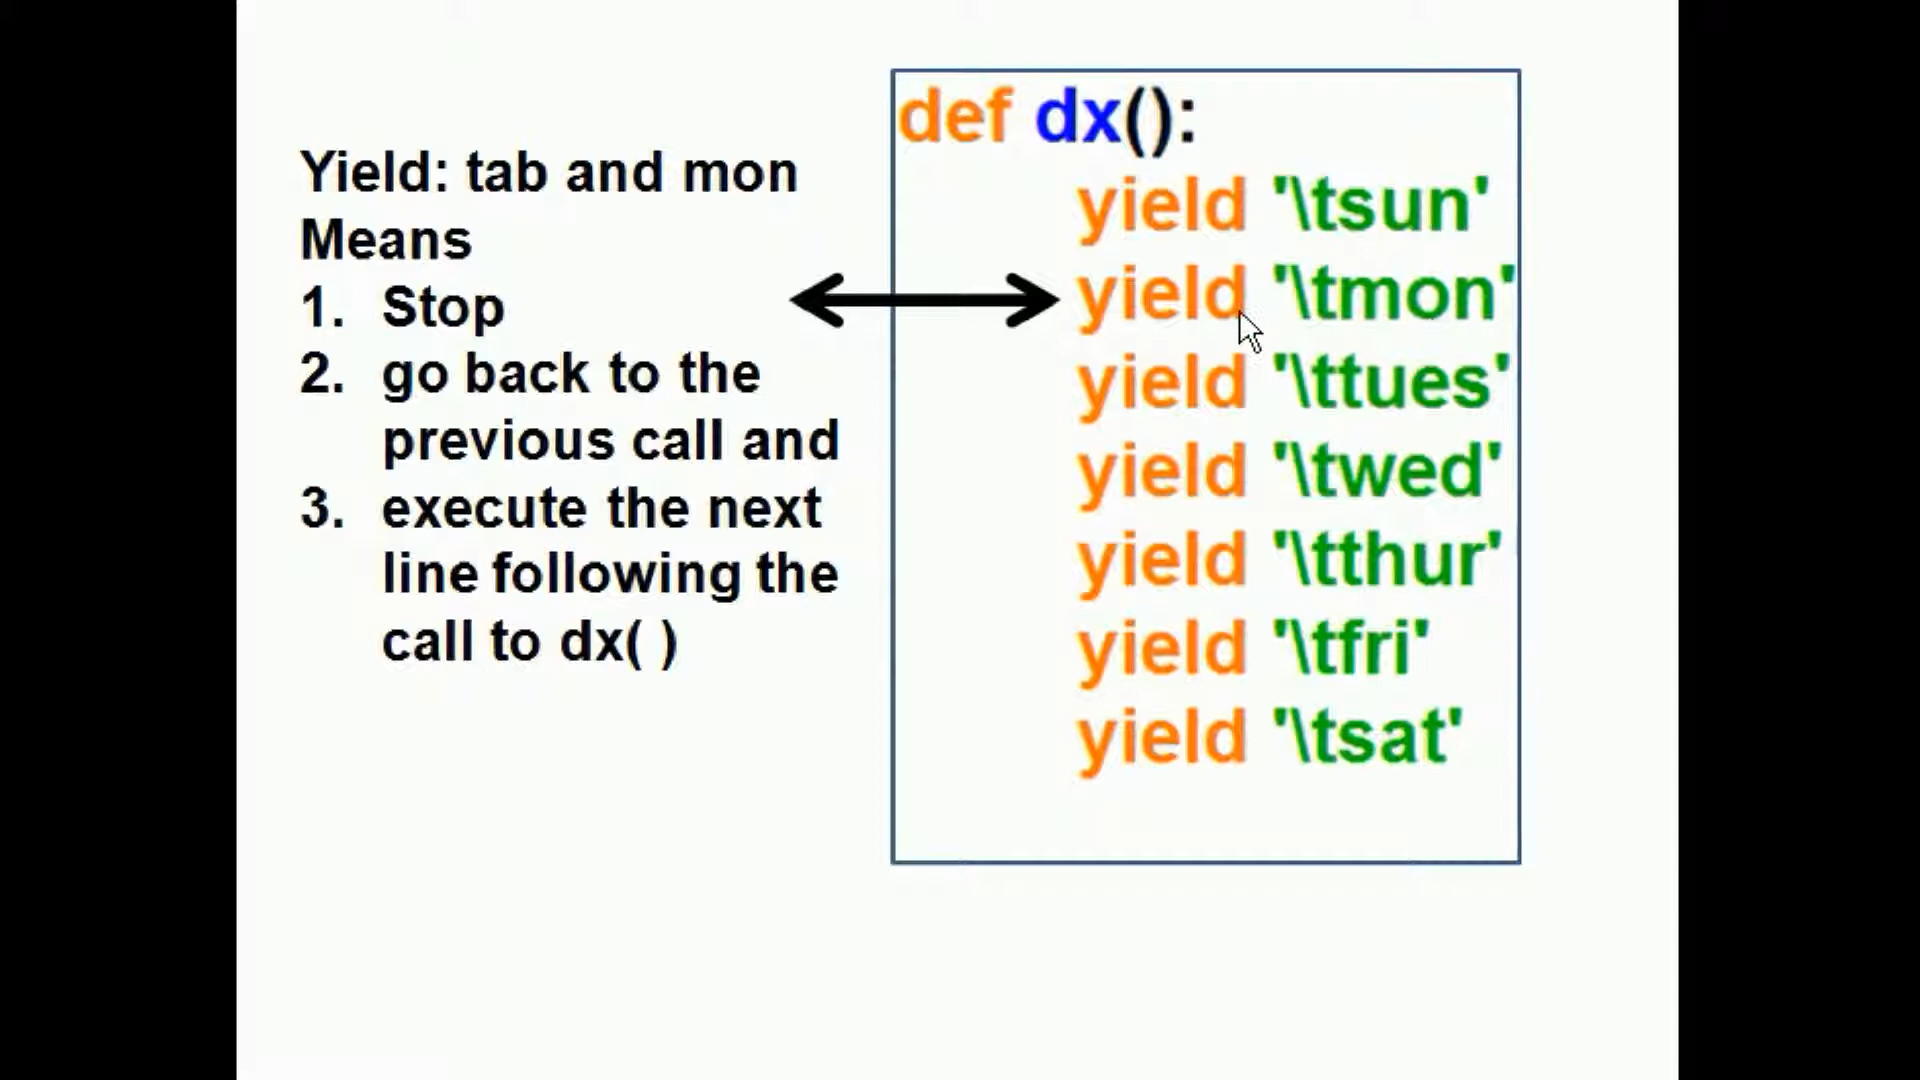 Yield: tab and mon
Means
1. Stop
2. go back to the
previous call and
3. execute the next
line following the
call to dx( )
def dx():
yield '\tsun'
yield '\tmon'
yield '\ttues'
yield '\twed'
yield '\tthur'
yield '\tfri'
yield '\tsat'